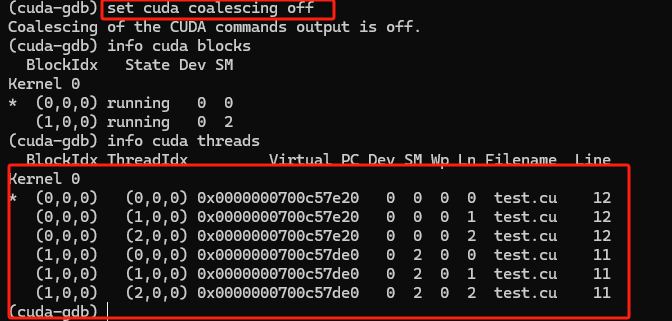 (cuda-gdb) set cuda coalescing off
Coalescing of the CUDA commands output is off.
(cuda-gdb) info cuda blocks
  BlockIdx   State Dev SM
Kernel 0
*  (0,0,0) running   0  0
   (1,0,0) running   0  2
(cuda-gdb) info cuda threads
  BlockIdx ThreadIdx         Virtual PC Dev SM Wp Ln Filename  Line
Kernel 0
*  (0,0,0)   (0,0,0) 0x0000000700c57e20   0  0  0  0  test.cu    12
   (0,0,0)   (1,0,0) 0x0000000700c57e20   0  0  0  1  test.cu    12
   (0,0,0)   (2,0,0) 0x0000000700c57e20   0  0  0  2  test.cu    12
   (1,0,0)   (0,0,0) 0x0000000700c57de0   0  2  0  0  test.cu    11
   (1,0,0)   (1,0,0) 0x0000000700c57de0   0  2  0  1  test.cu    11
   (1,0,0)   (2,0,0) 0x0000000700c57de0   0  2  0  2  test.cu    11
(cuda-gdb)